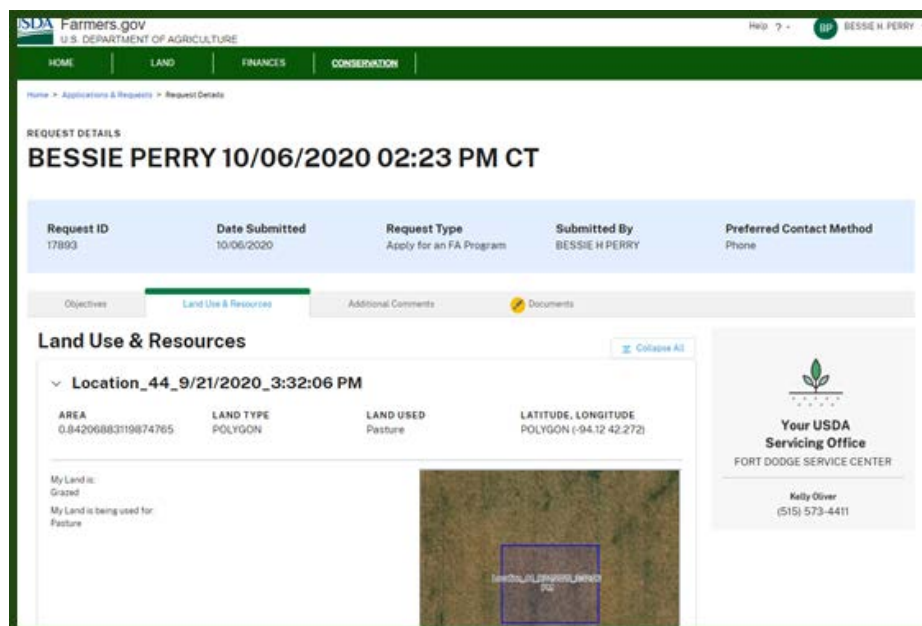 USDA Farmers.gov
U.S. DEPARTMENT OF AGRICULTURE
Help ? BP BESSIE H PERRY
HOME LAND FINANCES CONSERVATION
Home > Applications & Requests > Request Details
REQUEST DETAILS
BESSIE PERRY 10/06/2020 02:23 PM CT
Request ID Date Submitted Request Type Submitted By Preferred Contact Method
17893 10/06/2020 Apply for an FA Program BESSIE H PERRY Phone
Objectives Land Use & Resources Additional Comments Documents
Land Use & Resources
Collapse All
Location_44_9/21/2020_3:32:06 PM
AREA LAND TYPE LAND USED LATITUDE, LONGITUDE
0.84206883119874765 POLYGON Pasture POLYGON (-94.12 42.272)
My Land is:
Grazed
My Land is being used for:
Pasture
PM
Your USDA
Servicing Office
FORT DODGE SERVICE CENTER
Kelly Oliver
(515) 573-4411